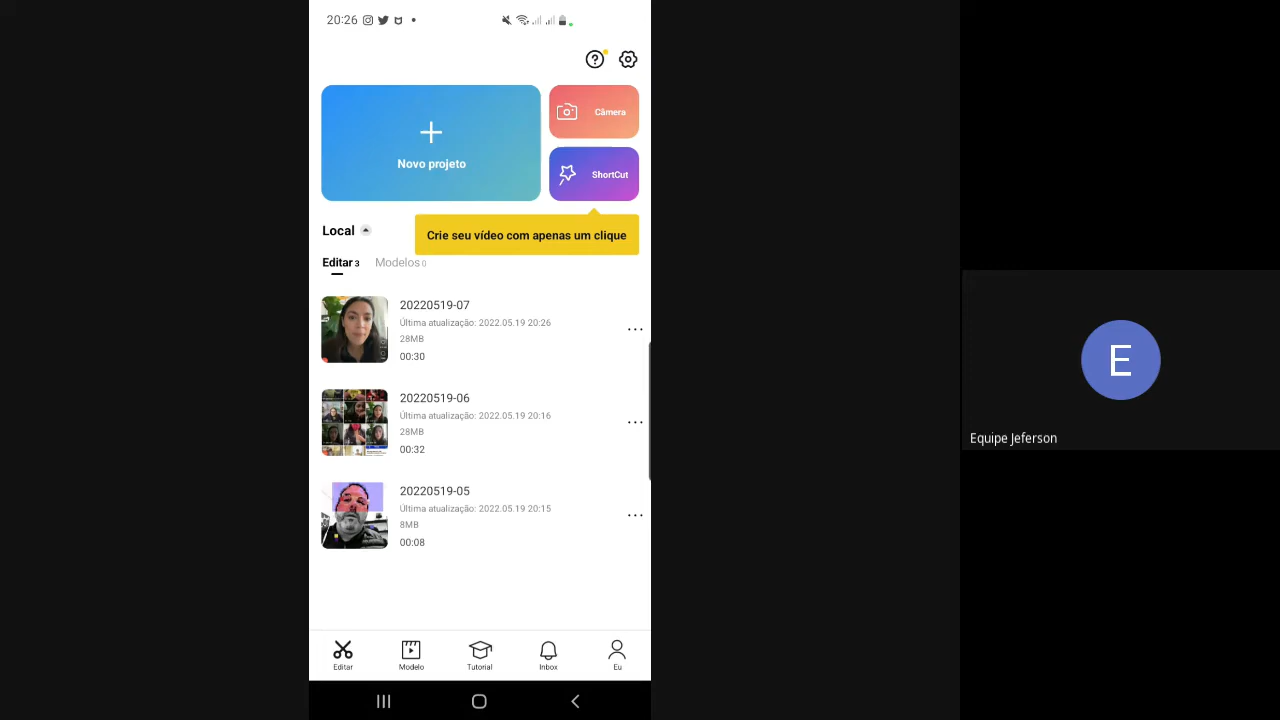 20:26
Câmera
Novo projeto
ShortCut
Local
Crie seu vídeo com apenas um clique
Editar 3
Modelos 0
20220519-07
Última atualização: 2022.05.19 20:26
28MB
00:30
20220519-06
Última atualização: 2022.05.19 20:16
28MB
00:32
20220519-05
Última atualização: 2022.05.19 20:15
8MB
00:08
Editar
Modelo
Tutorial
Inbox
Eu
E
Equipe Jeferson